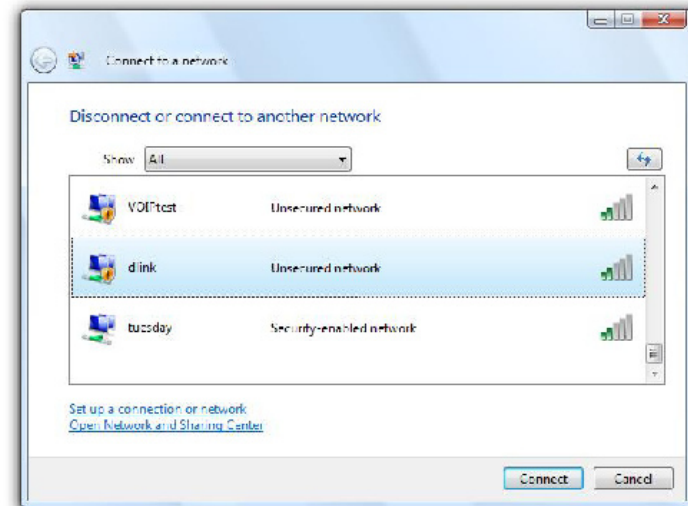 Connect to a network
Disconnect or connect to another network
Show All
VOIPtest Unsecured network
dlink Unsecured network
tuesday Security-enabled network
Set up a connection or network
Open Network and Sharing Center
Connect Cancel